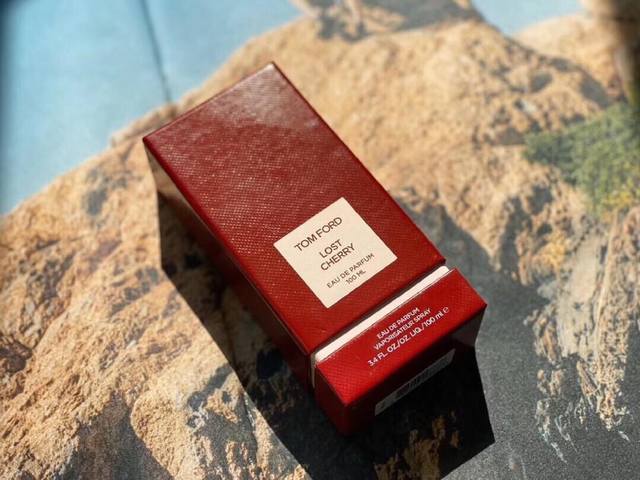 TOM FORD
LOST
CHERRY
EAU DE PARFUM
100 ML
EAU DE PARFUM
VAPORISATEUR SPRAY
3.4 FL.OZ./OZ.LIQ./100 ml ℮